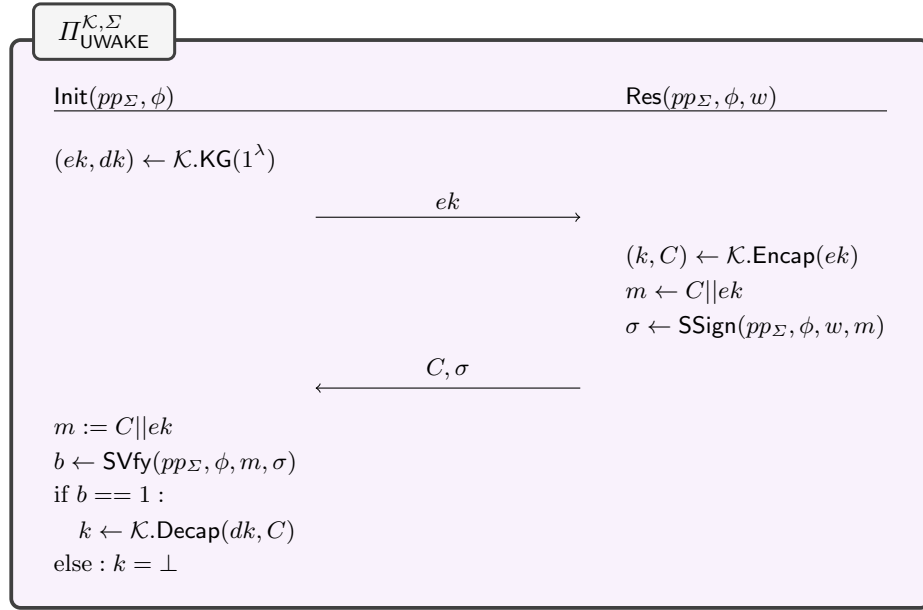 Π_UWAKE^{𝒦,Σ}
Init(pp_Σ, ϕ) Res(pp_Σ, ϕ, w)
(ek, dk) ← 𝒦.KG(1^λ)
ek
(k, C) ← 𝒦.Encap(ek)
m ← C||ek
σ ← SSign(pp_Σ, ϕ, w, m)
C, σ
m := C||ek
b ← SVfy(pp_Σ, ϕ, m, σ)
if b == 1 :
k ← 𝒦.Decap(dk, C)
else : k = ⊥